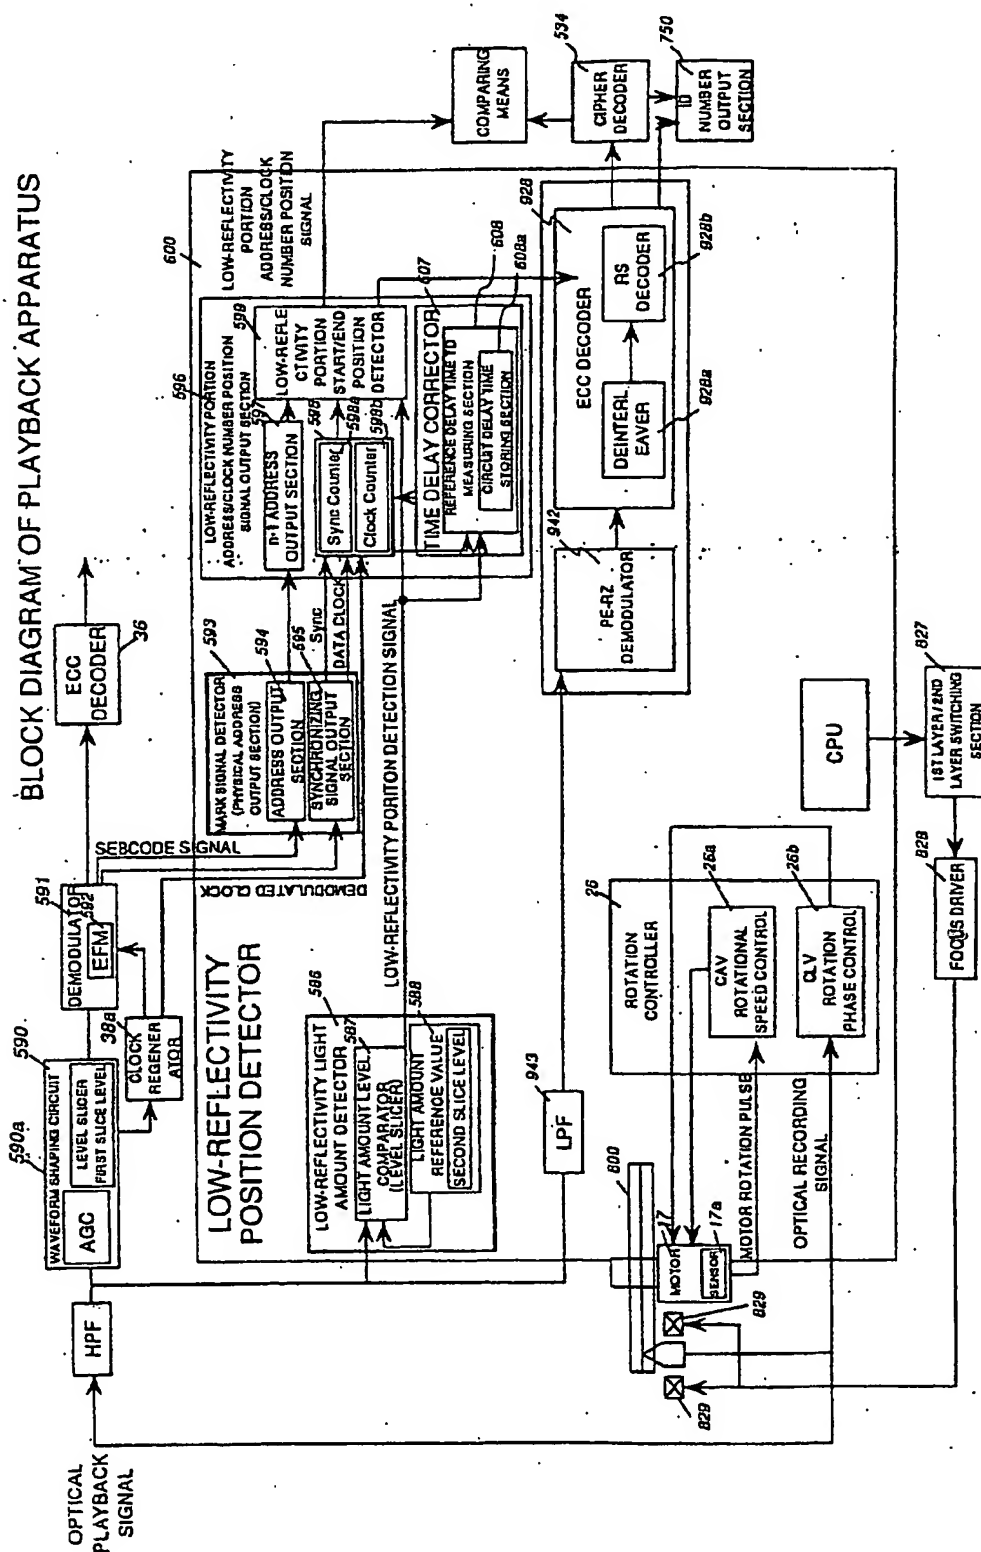 BLOCK DIAGRAM OF PLAYBACK APPARATUS
OPTICAL
PLAYBACK
SIGNAL
HPF
590a
590
WAVEFORM SHAPING CIRCUIT
AGC
LEVEL SLICER
FIRST SLICE LEVEL
38a
CLOCK
REGENER
ATOR
591
DEMODULATOR
592
EFM
ECC
DECODER
36
SEBCODE SIGNAL
DEMODULATED CLOCK
LOW-REFLECTIVITY
POSITION DETECTOR
600
593
MARK SIGNAL DETECTOR
(PHYSICAL ADDRESS
OUTPUT SECTION)
594
ADDRESS OUTPUT
SECTION
595
SYNCHRONIZING
SIGNAL OUTPUT
SECTION
Sync
DATA CLOCK
596
LOW-REFLECTIVITY PORTION
ADDRESS/CLOCK NUMBER POSITION
SIGNAL OUTPUT SECTION
597
n-1 ADDRESS
OUTPUT SECTION
598
Sync Counter
598a
Clock Counter
598b
599
LOW-REFLE
CTIVITY
PORTION
START/END
POSITION
DETECTOR
LOW-REFLECTIVITY
PORTION
ADDRESS/CLOCK
NUMBER POSITION
SIGNAL
COMPARING
MEANS
CIPHER
DECODER
534
ID
NUMBER
OUTPUT
SECTION
750
607
TIME DELAY CORRECTOR
REFERENCE DELAY TIME TO
MEASURING SECTION
608
CIRCUIT DELAY TIME
STORING SECTION
608a
586
LOW-REFLECTIVITY LIGHT
AMOUNT DETECTOR
587
LIGHT AMOUNT LEVEL
COMPARATOR
(LEVEL SLICER)
588
LIGHT AMOUNT
REFERENCE VALUE
SECOND SLICE LEVEL
LOW-REFLECTIVITY PORITON DETECTION SIGNAL
943
LPF
942
PE-RZ
DEMODULATOR
928
ECC DECODER
DEINTERL
EAVER
928a
RS
DECODER
928b
800
17
MOTOR
17a
SENSOR
829
829
MOTOR ROTATION PULSE
OPTICAL RECORDING
SIGNAL
26
ROTATION
CONTROLLER
26a
CAV
ROTATIONAL
SPEED CONTROL
26b
CLV
ROTATION
PHASE CONTROL
CPU
827
1ST LAYER/2ND
LAYER SWITCHING
SECTION
828
FOCUS DRIVER